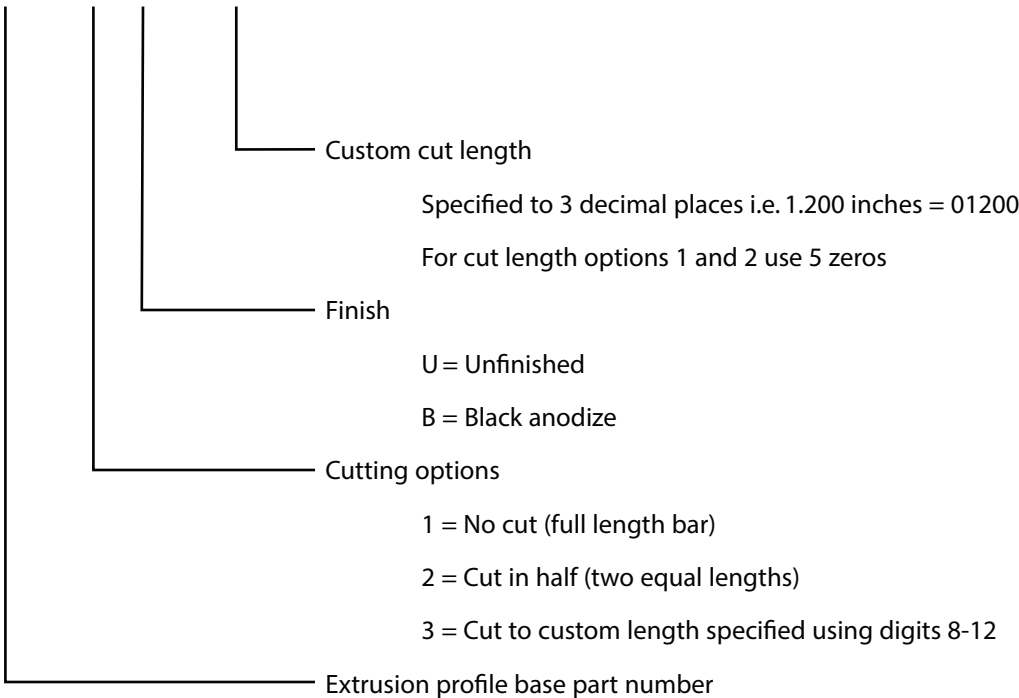 Custom cut length
Specified to 3 decimal places i.e. 1.200 inches = 01200
For cut length options 1 and 2 use 5 zeros
Finish
U = Unfinished
B = Black anodize
Cutting options
1 = No cut (full length bar)
2 = Cut in half (two equal lengths)
3 = Cut to custom length specified using digits 8-12
Extrusion profile base part number